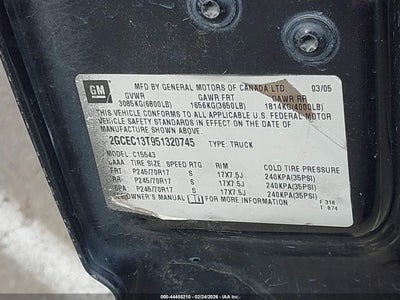 GM
MFD BY GENERAL MOTORS OF CANADA LTD. 03/05
GVWR GAWR FRT GAWR RR
3085KG(6800LB) 1656KG(3650LB) 1814KG(4000LB)
THIS VEHICLE CONFORMS TO ALL APPLICABLE U.S. FEDERAL MOTOR
VEHICLE SAFETY STANDARDS IN EFFECT ON THE DATE OF
MANUFACTURE SHOWN ABOVE.
2GCEC13T951320745 TYPE: TRUCK
MODEL: C15543
TIRE SIZE SPEED RTG RIM
FRT P245/70R17 S 17X7.5J 240KPA(35PSI)
RR P245/70R17 S 17X7.5J 240KPA(35PSI)
SPA P245/70R17 S 17X7.5J 240KPA(35PSI)
SEE OWNER'S MANUAL FOR MORE INFORMATION.
F 318
T 874
000-44455210 - 02/24/2026 - IAA Inc.